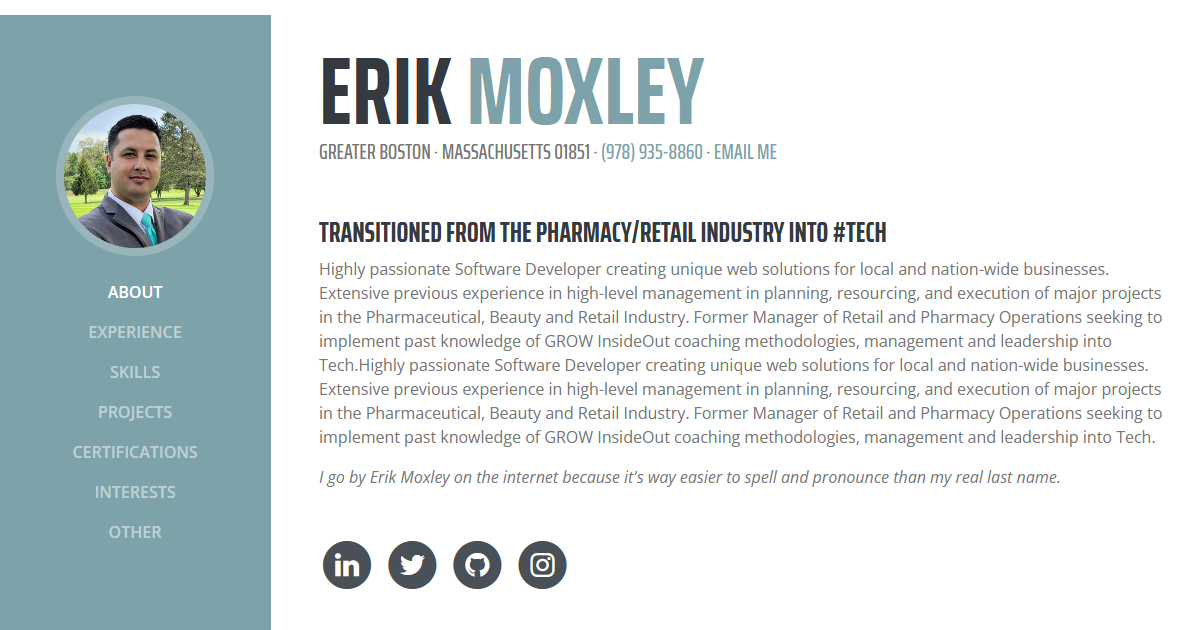 ERIK MOXLEY
GREATER BOSTON · MASSACHUSETTS 01851 · (978) 935-8860 · EMAIL ME
ABOUT
EXPERIENCE
SKILLS
PROJECTS
CERTIFICATIONS
INTERESTS
OTHER
TRANSITIONED FROM THE PHARMACY/RETAIL INDUSTRY INTO #TECH
Highly passionate Software Developer creating unique web solutions for local and nation-wide businesses.
Extensive previous experience in high-level management in planning, resourcing, and execution of major projects
in the Pharmaceutical, Beauty and Retail Industry. Former Manager of Retail and Pharmacy Operations seeking to
implement past knowledge of GROW InsideOut coaching methodologies, management and leadership into
Tech.Highly passionate Software Developer creating unique web solutions for local and nation-wide businesses.
Extensive previous experience in high-level management in planning, resourcing, and execution of major projects
in the Pharmaceutical, Beauty and Retail Industry. Former Manager of Retail and Pharmacy Operations seeking to
implement past knowledge of GROW InsideOut coaching methodologies, management and leadership into Tech.
I go by Erik Moxley on the internet because it's way easier to spell and pronounce than my real last name.
in